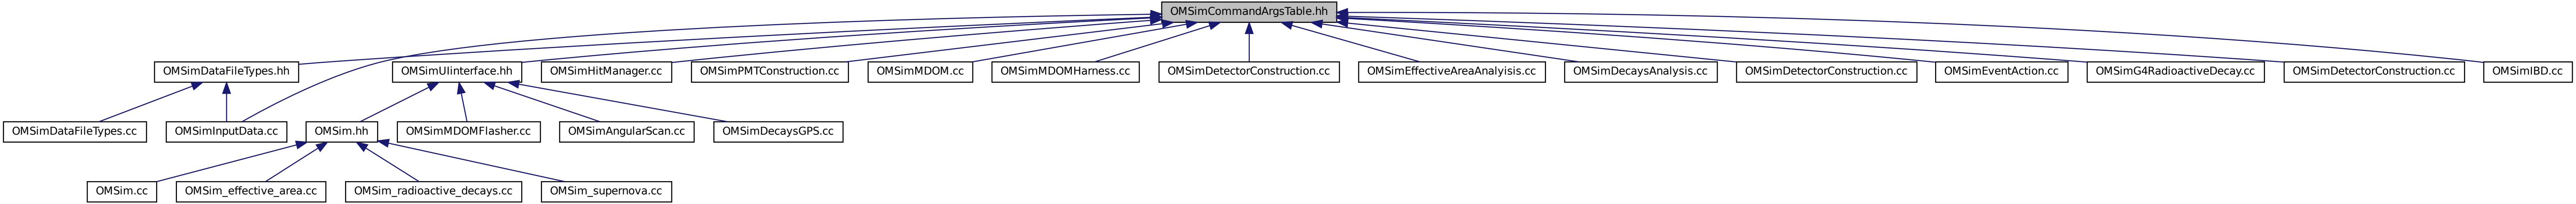 OMSimCommandArgsTable.hh
OMSimDataFileTypes.hh
OMSimUIinterface.hh
OMSimHitManager.cc
OMSimPMTConstruction.cc
OMSimMDOM.cc
OMSimMDOMHarness.cc
OMSimDetectorConstruction.cc
OMSimEffectiveAreaAnalyisis.cc
OMSimDecaysAnalysis.cc
OMSimDetectorConstruction.cc
OMSimEventAction.cc
OMSimG4RadioactiveDecay.cc
OMSimDetectorConstruction.cc
OMSimIBD.cc
OMSimDataFileTypes.cc
OMSimInputData.cc
OMSim.hh
OMSimMDOMFlasher.cc
OMSimAngularScan.cc
OMSimDecaysGPS.cc
OMSim.cc
OMSim_effective_area.cc
OMSim_radioactive_decays.cc
OMSim_supernova.cc